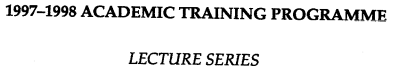 1997–1998 ACADEMIC TRAINING PROGRAMME
LECTURE SERIES